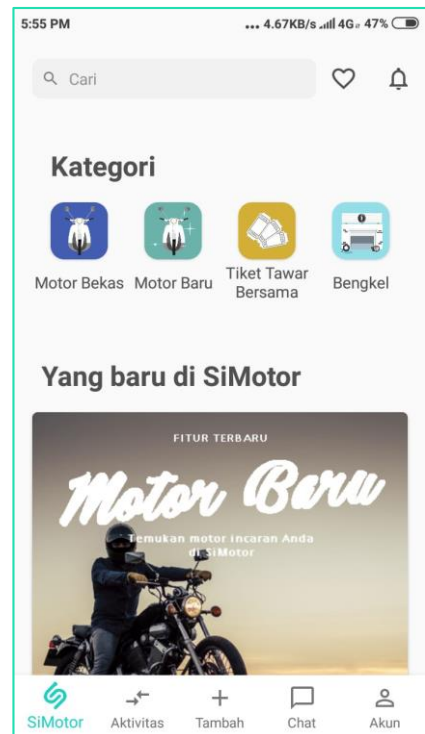 5:55 PM
... 4.67KB/s 4G 47%
Cari
Kategori
Motor Bekas
Motor Baru
Tiket Tawar
Bersama
Bengkel
Yang baru di SiMotor
FITUR TERBARU
Motor Baru
Temukan motor incaran Anda
di SiMotor
SiMotor
Aktivitas
Tambah
Chat
Akun